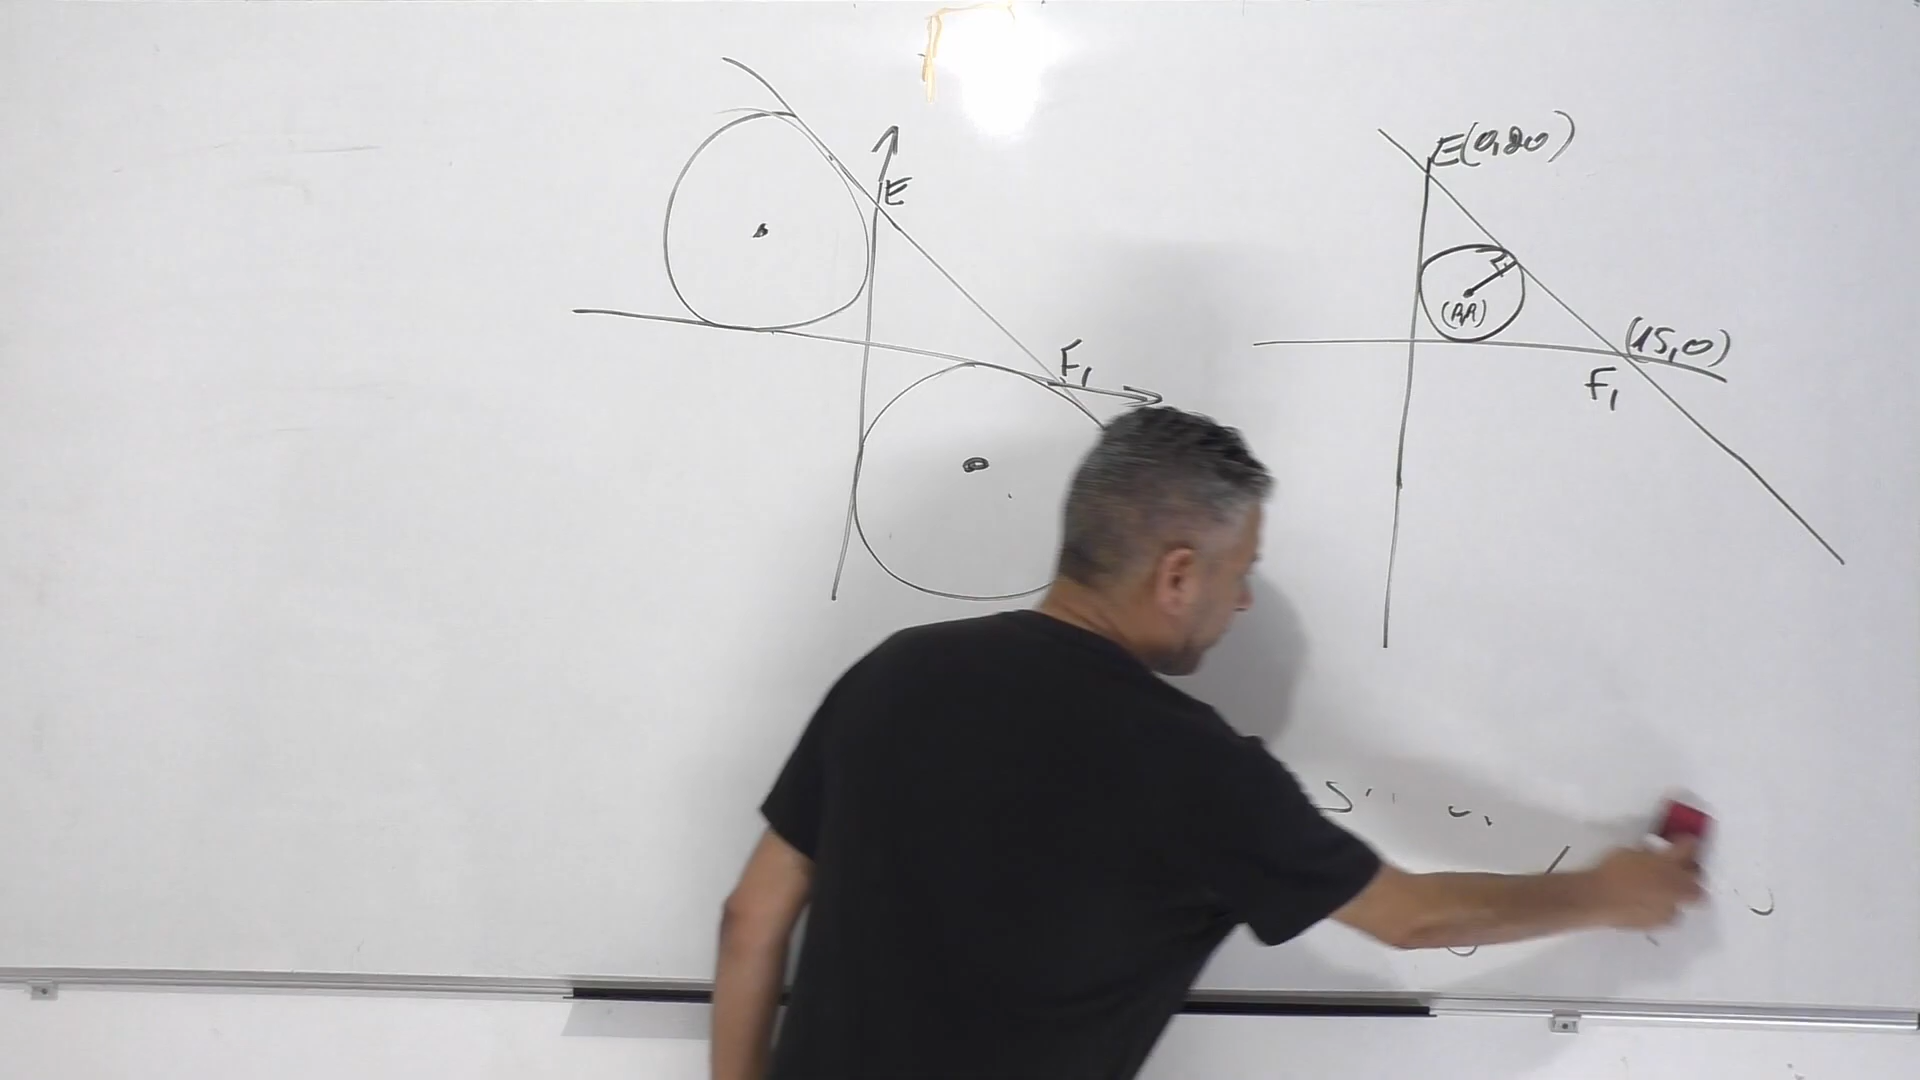 E
F₁
E(0,20)
(R,R)
(15,0)
F₁